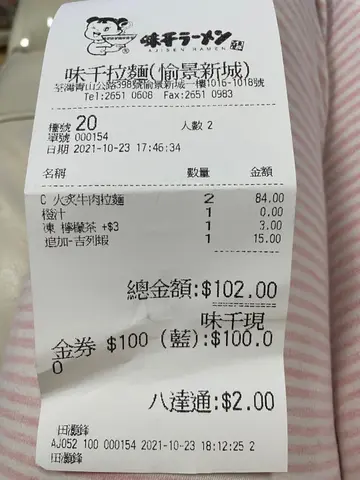 味千ラーメン
AJISEN RAMEN
味千拉麵(愉景新城)
荃灣青山公路398號愉景新城一樓1016-1018號
Tel:2651 0608 Fax:2651 0983
檯號 20 人數 2
單號 000154
日期 2021-10-23 17:46:34
名稱 數量 金額
C 火炙牛肉拉麵 2 84.00
橙汁 1 0.00
凍 檸檬茶 +$3 1 3.00
追加-吉列蝦 1 15.00
總金額:$102.00
味千現
金券 $100 (藍):$100.0
0
八達通:$2.00
田灝鋒
AJ052 100 000154 2021-10-23 18:12:25 2
田灝鋒